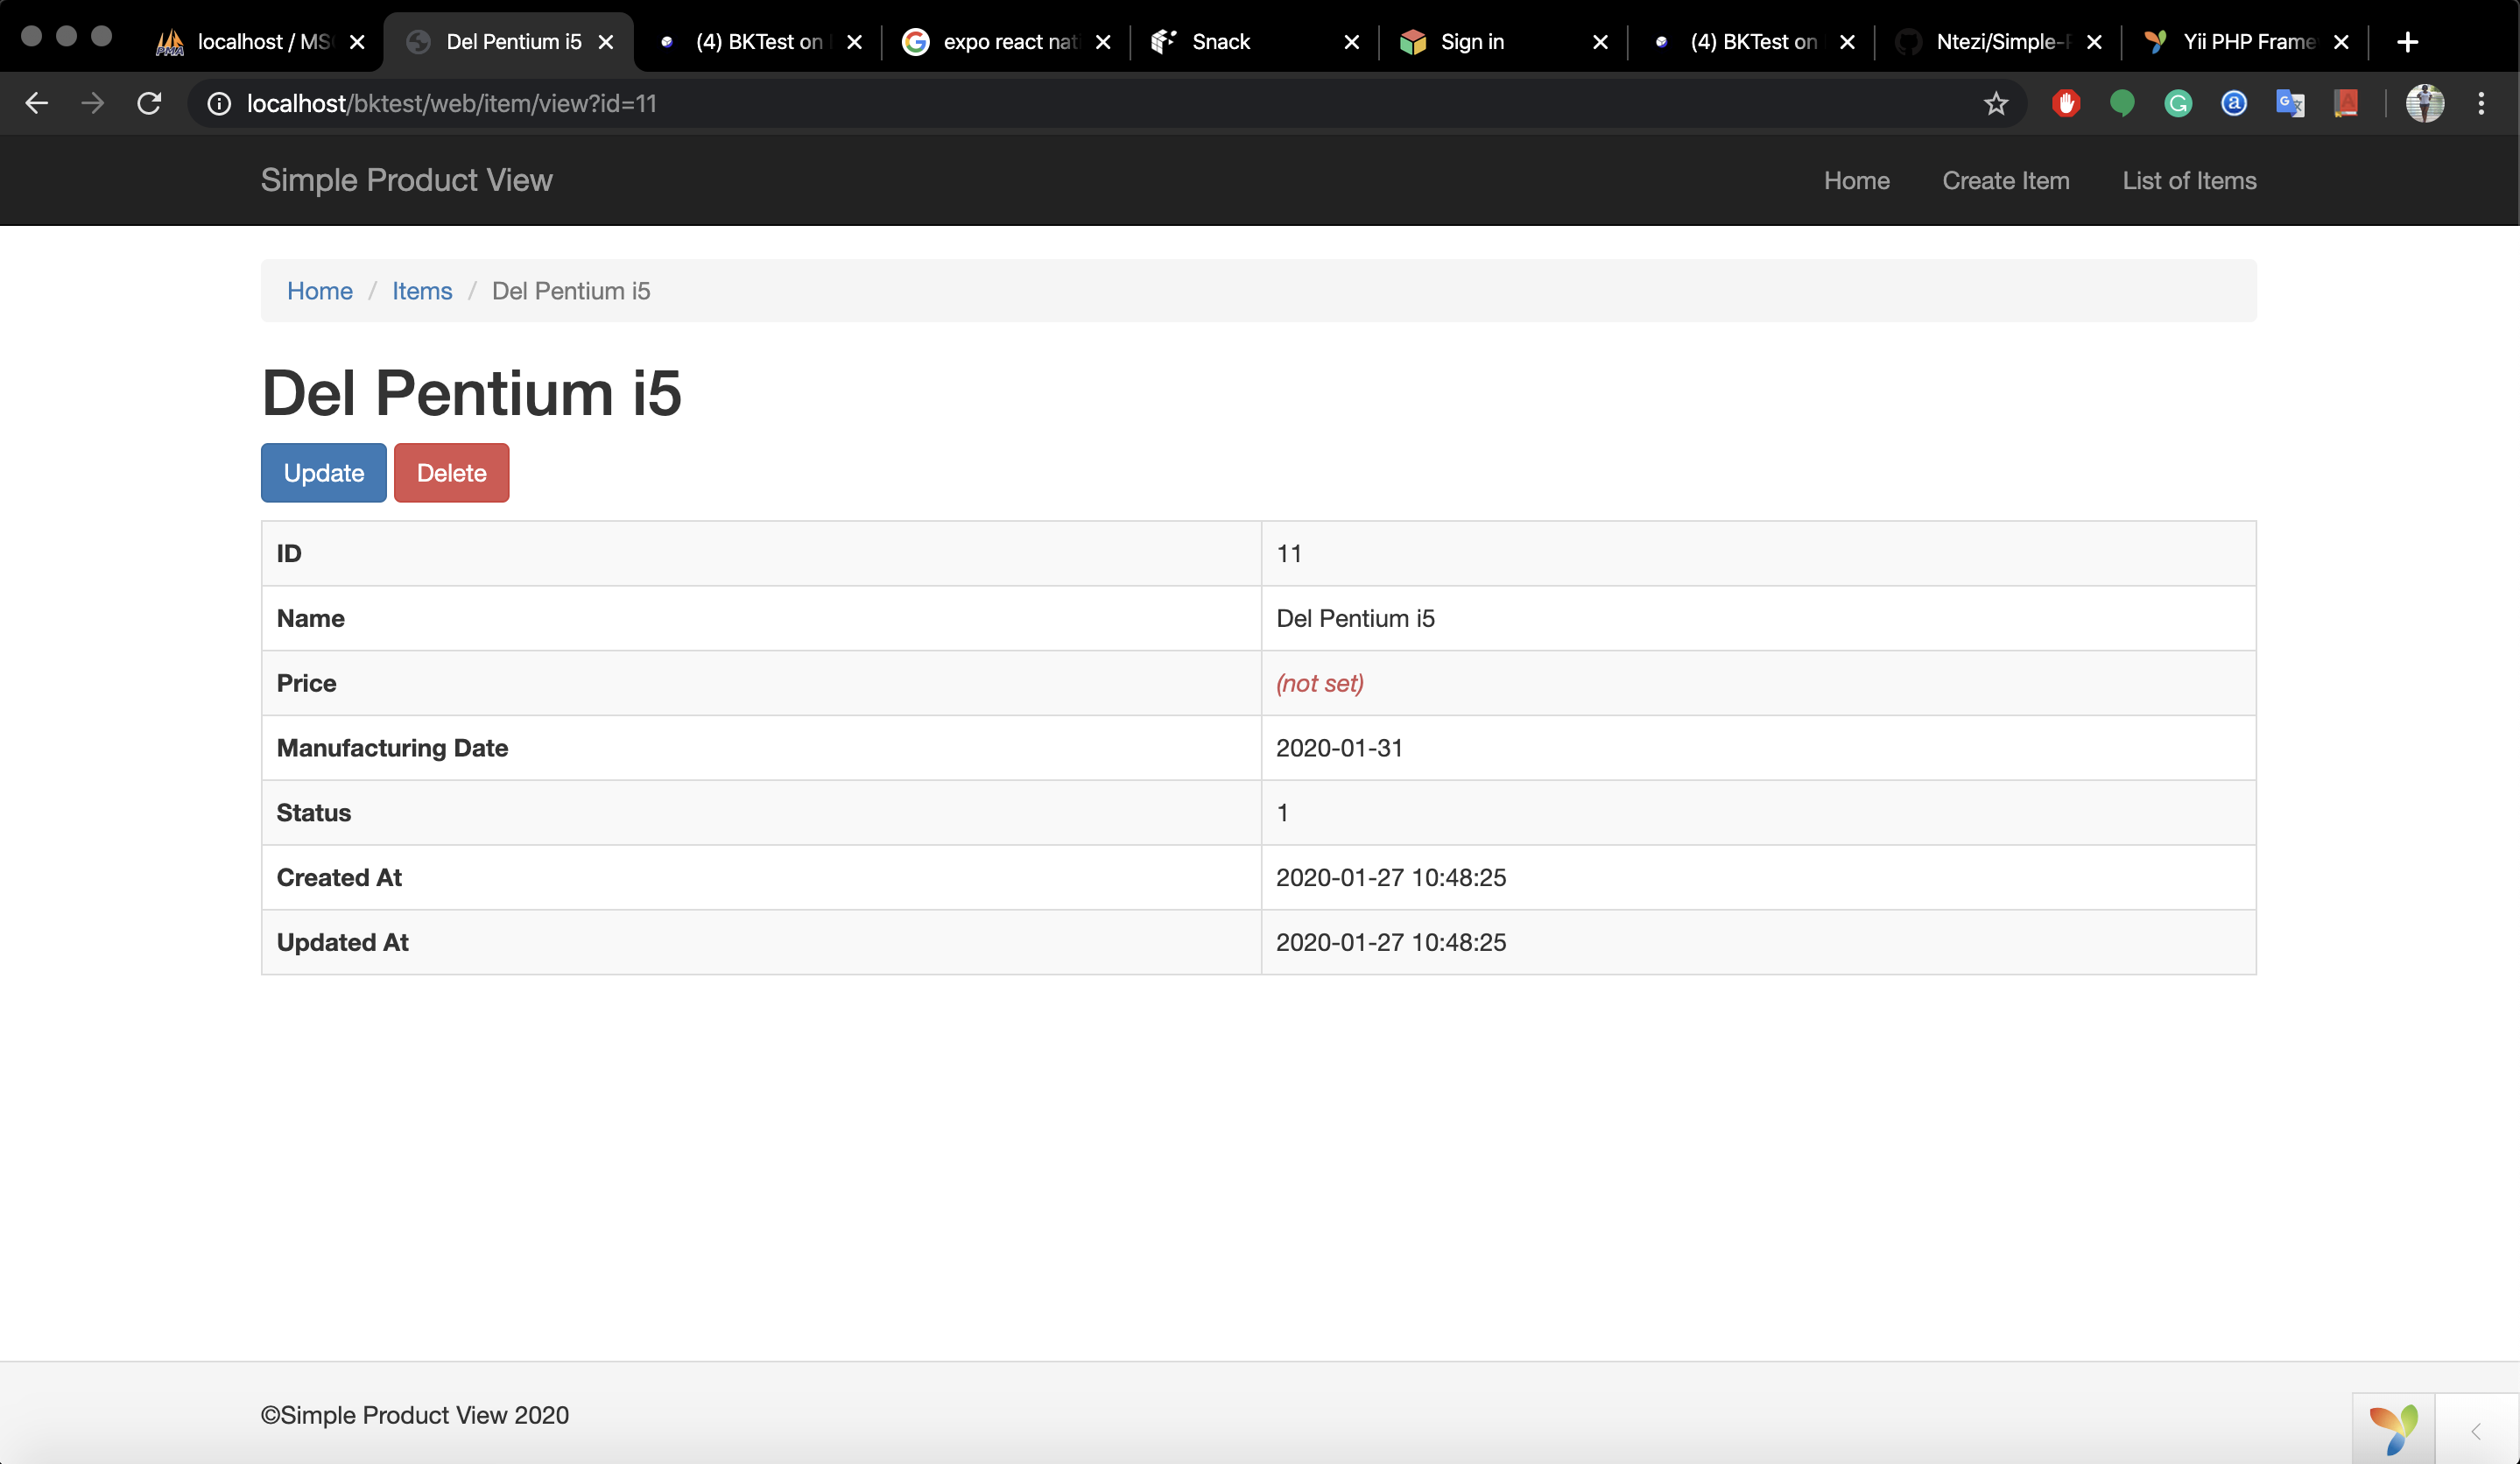 localhost / MS
Del Pentium i5
(4) BKTest on
expo react nati
Snack
Sign in
(4) BKTest on
Ntezi/Simple-
Yii PHP Frame
localhost/bktest/web/item/view?id=11
Simple Product View
Home
Create Item
List of Items
Home / Items / Del Pentium i5
Del Pentium i5
Update
Delete
ID 11
Name Del Pentium i5
Price (not set)
Manufacturing Date 2020-01-31
Status 1
Created At 2020-01-27 10:48:25
Updated At 2020-01-27 10:48:25
©Simple Product View 2020